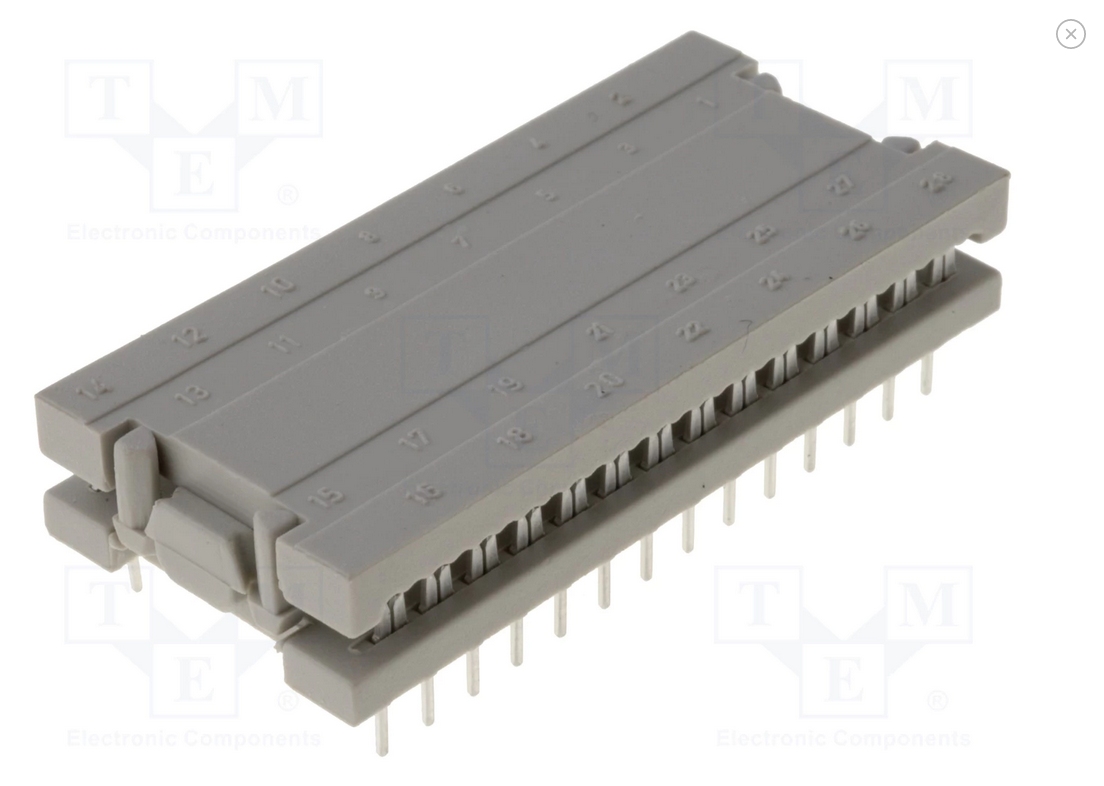 T M E ®
Electronic Components
T M E ®
Electronic Components
2 1
4 3
6 5
8 7
10 9
12 11
14 13
27 28
25 26
23 24
21 22
19 20
17 18
15 16
T M E
T M E ®
Electronic Components
T M E ®
Electronic Components